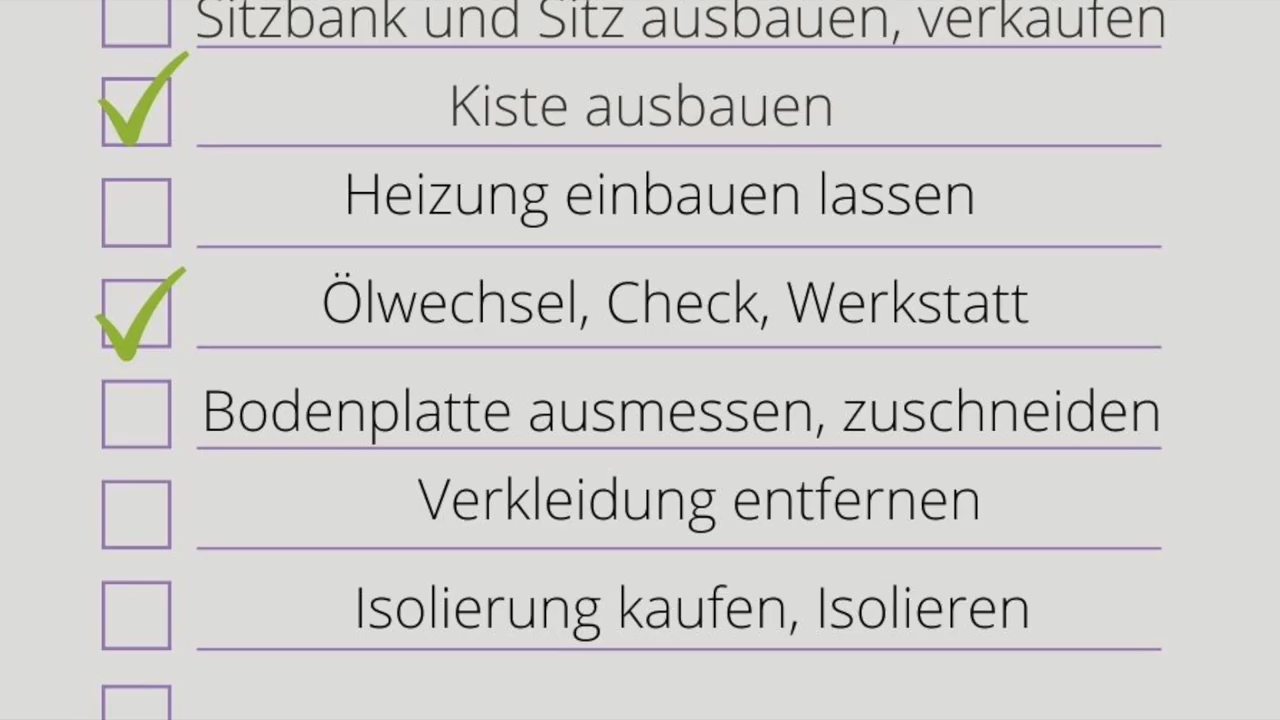 Sitzbank und Sitz ausbauen, verkaufen
Kiste ausbauen
Heizung einbauen lassen
Ölwechsel, Check, Werkstatt
Bodenplatte ausmessen, zuschneiden
Verkleidung entfernen
Isolierung kaufen, Isolieren